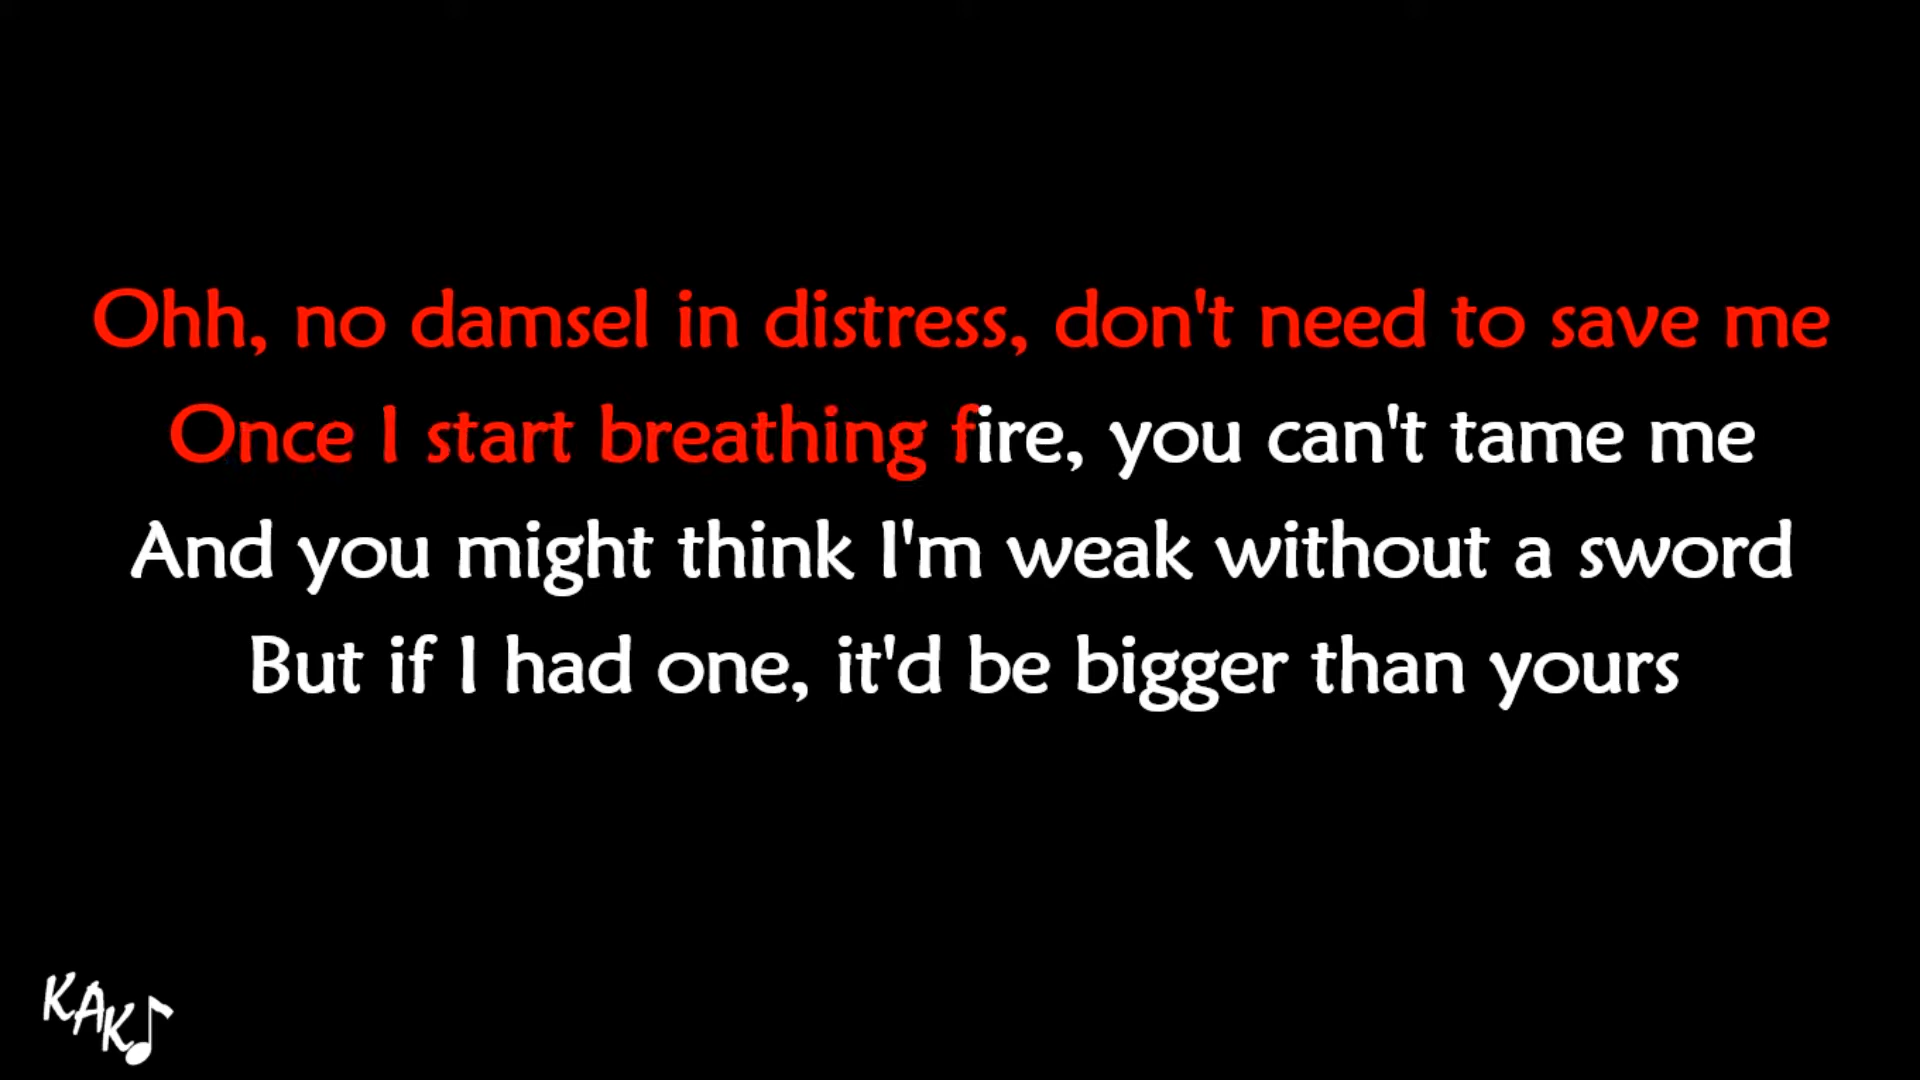 Ohh, no damsel in distress, don't need to save me
Once I start breathing fire, you can't tame me
And you might think I'm weak without a sword
But if I had one, it'd be bigger than yours
KAK